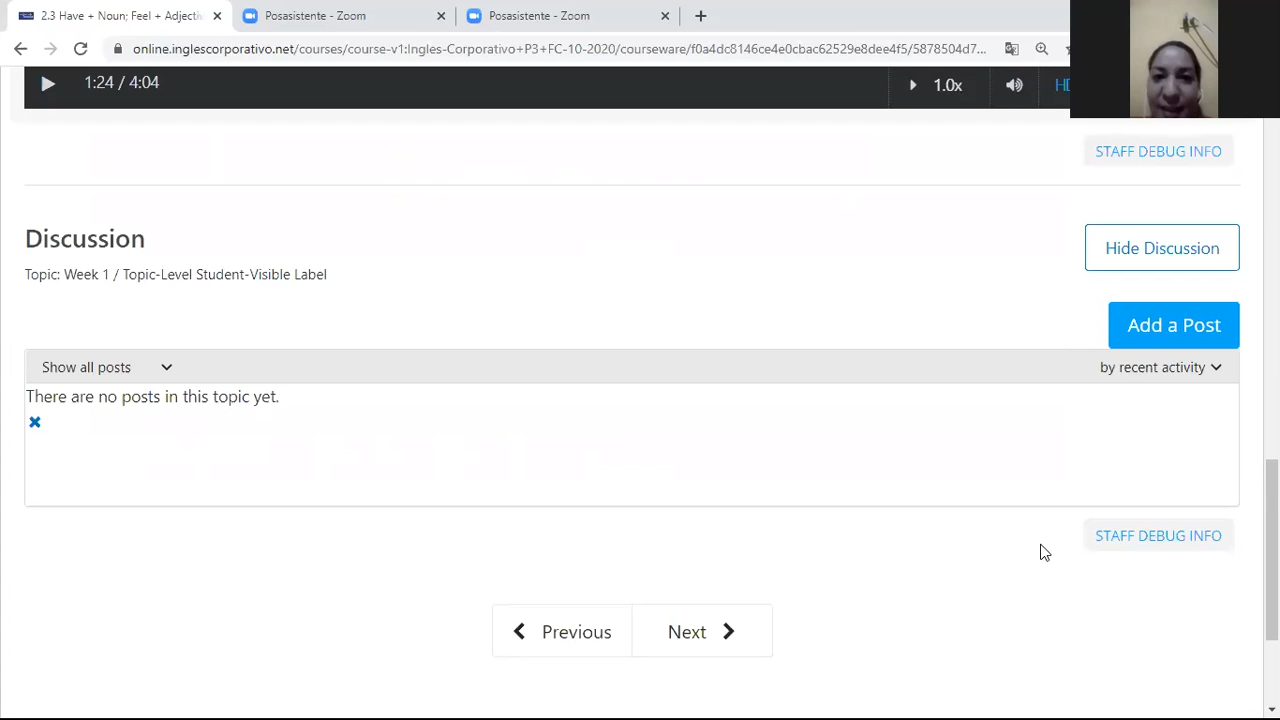 2.3 Have + Noun; Feel + Adjecti
Posasistente - Zoom
Posasistente - Zoom
online.inglescorporativo.net/courses/course-v1:Ingles-Corporativo+P3+FC-10-2020/courseware/f0a4dc8146ce4e0cbac62529e8dee4f5/5878504d7...
1:24 / 4:04
1.0x
HD
STAFF DEBUG INFO
Discussion
Hide Discussion
Topic: Week 1 / Topic-Level Student-Visible Label
Add a Post
Show all posts
by recent activity
There are no posts in this topic yet.
STAFF DEBUG INFO
Previous
Next